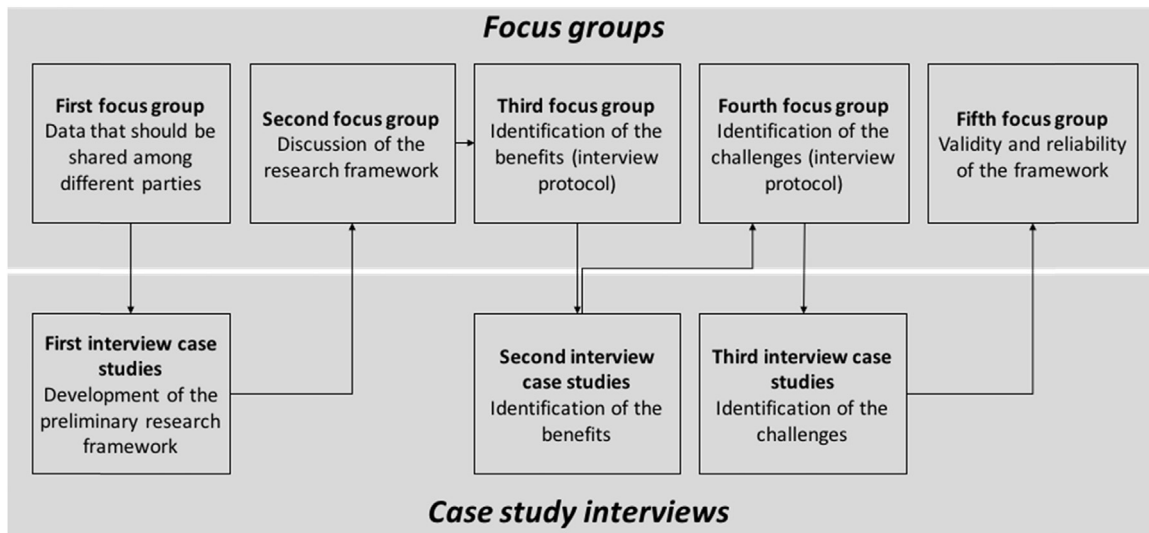 Focus groups
First focus group
Data that should be
shared among
different parties
Second focus group
Discussion of the
research framework
Third focus group
Identification of the
benefits (interview
protocol)
Fourth focus group
Identification of the
challenges (interview
protocol)
Fifth focus group
Validity and reliability
of the framework
First interview case
studies
Development of the
preliminary research
framework
Second interview
case studies
Identification of the
benefits
Third interview case
studies
Identification of the
challenges
Case study interviews